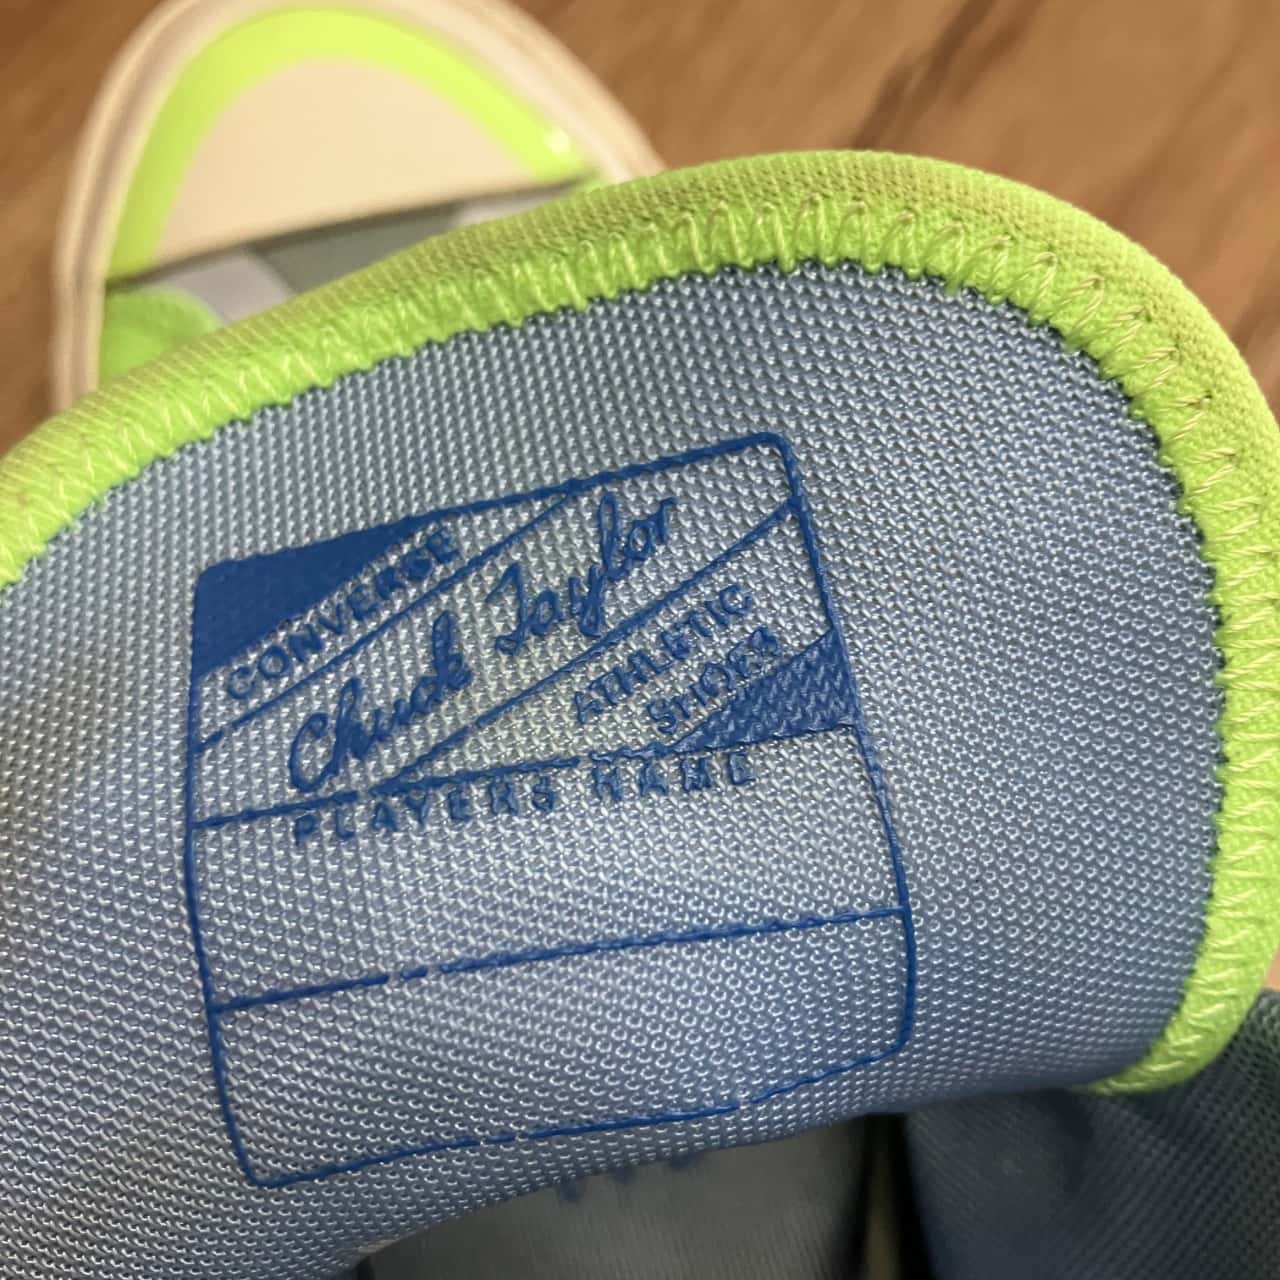 CONVERSE
Chuck Taylor
ATHLETIC
SHOES
PLAYERS NAME